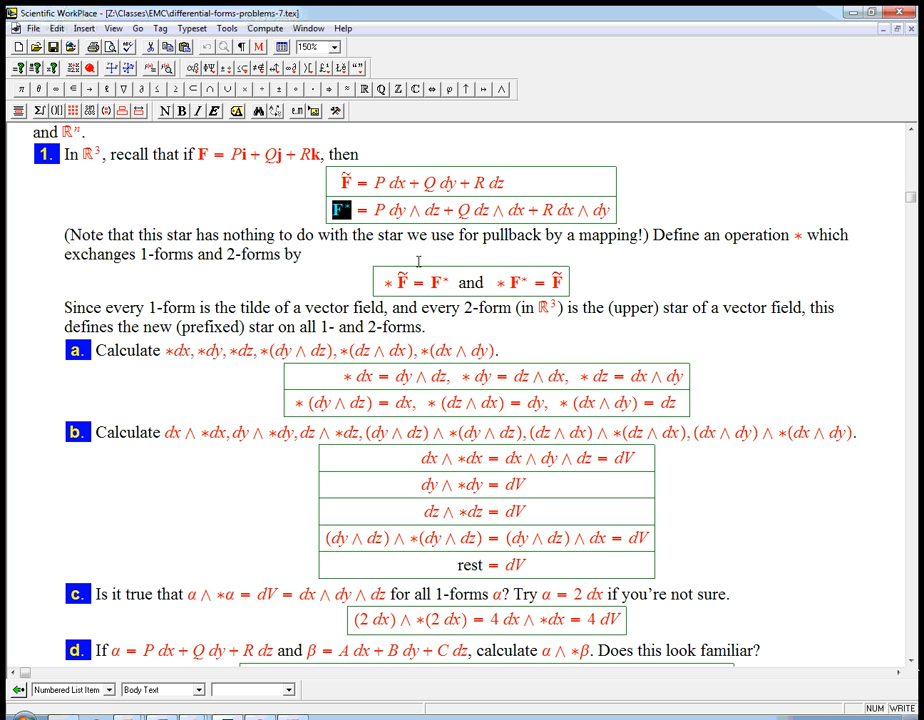 Scientific WorkPlace - [Z:\Classes\EMC\differential-forms-problems-7.tex]
File Edit Insert View Go Tag Typeset Tools Compute Window Help
150%
N B I E
and ℝⁿ.
1. In ℝ³, recall that if F = Pi + Qj + Rk, then
F̃ = P dx + Q dy + R dz
F* = P dy ∧ dz + Q dz ∧ dx + R dx ∧ dy
(Note that this star has nothing to do with the star we use for pullback by a mapping!) Define an operation * which
exchanges 1-forms and 2-forms by
*F̃ = F* and *F* = F̃
Since every 1-form is the tilde of a vector field, and every 2-form (in ℝ³) is the (upper) star of a vector field, this
defines the new (prefixed) star on all 1- and 2-forms.
a. Calculate *dx, *dy, *dz, *(dy ∧ dz), *(dz ∧ dx), *(dx ∧ dy).
*dx = dy ∧ dz, *dy = dz ∧ dx, *dz = dx ∧ dy
*(dy ∧ dz) = dx, *(dz ∧ dx) = dy, *(dx ∧ dy) = dz
b. Calculate dx ∧ *dx, dy ∧ *dy, dz ∧ *dz, (dy ∧ dz) ∧ *(dy ∧ dz), (dz ∧ dx) ∧ *(dz ∧ dx), (dx ∧ dy) ∧ *(dx ∧ dy).
dx ∧ *dx = dx ∧ dy ∧ dz = dV
dy ∧ *dy = dV
dz ∧ *dz = dV
(dy ∧ dz) ∧ *(dy ∧ dz) = (dy ∧ dz) ∧ dx = dV
rest = dV
c. Is it true that α ∧ *α = dV = dx ∧ dy ∧ dz for all 1-forms α? Try α = 2 dx if you're not sure.
(2 dx) ∧ *(2 dx) = 4 dx ∧ *dx = 4 dV
d. If α = P dx + Q dy + R dz and β = A dx + B dy + C dz, calculate α ∧ *β. Does this look familiar?
Numbered List Item Body Text
NUM WRITE